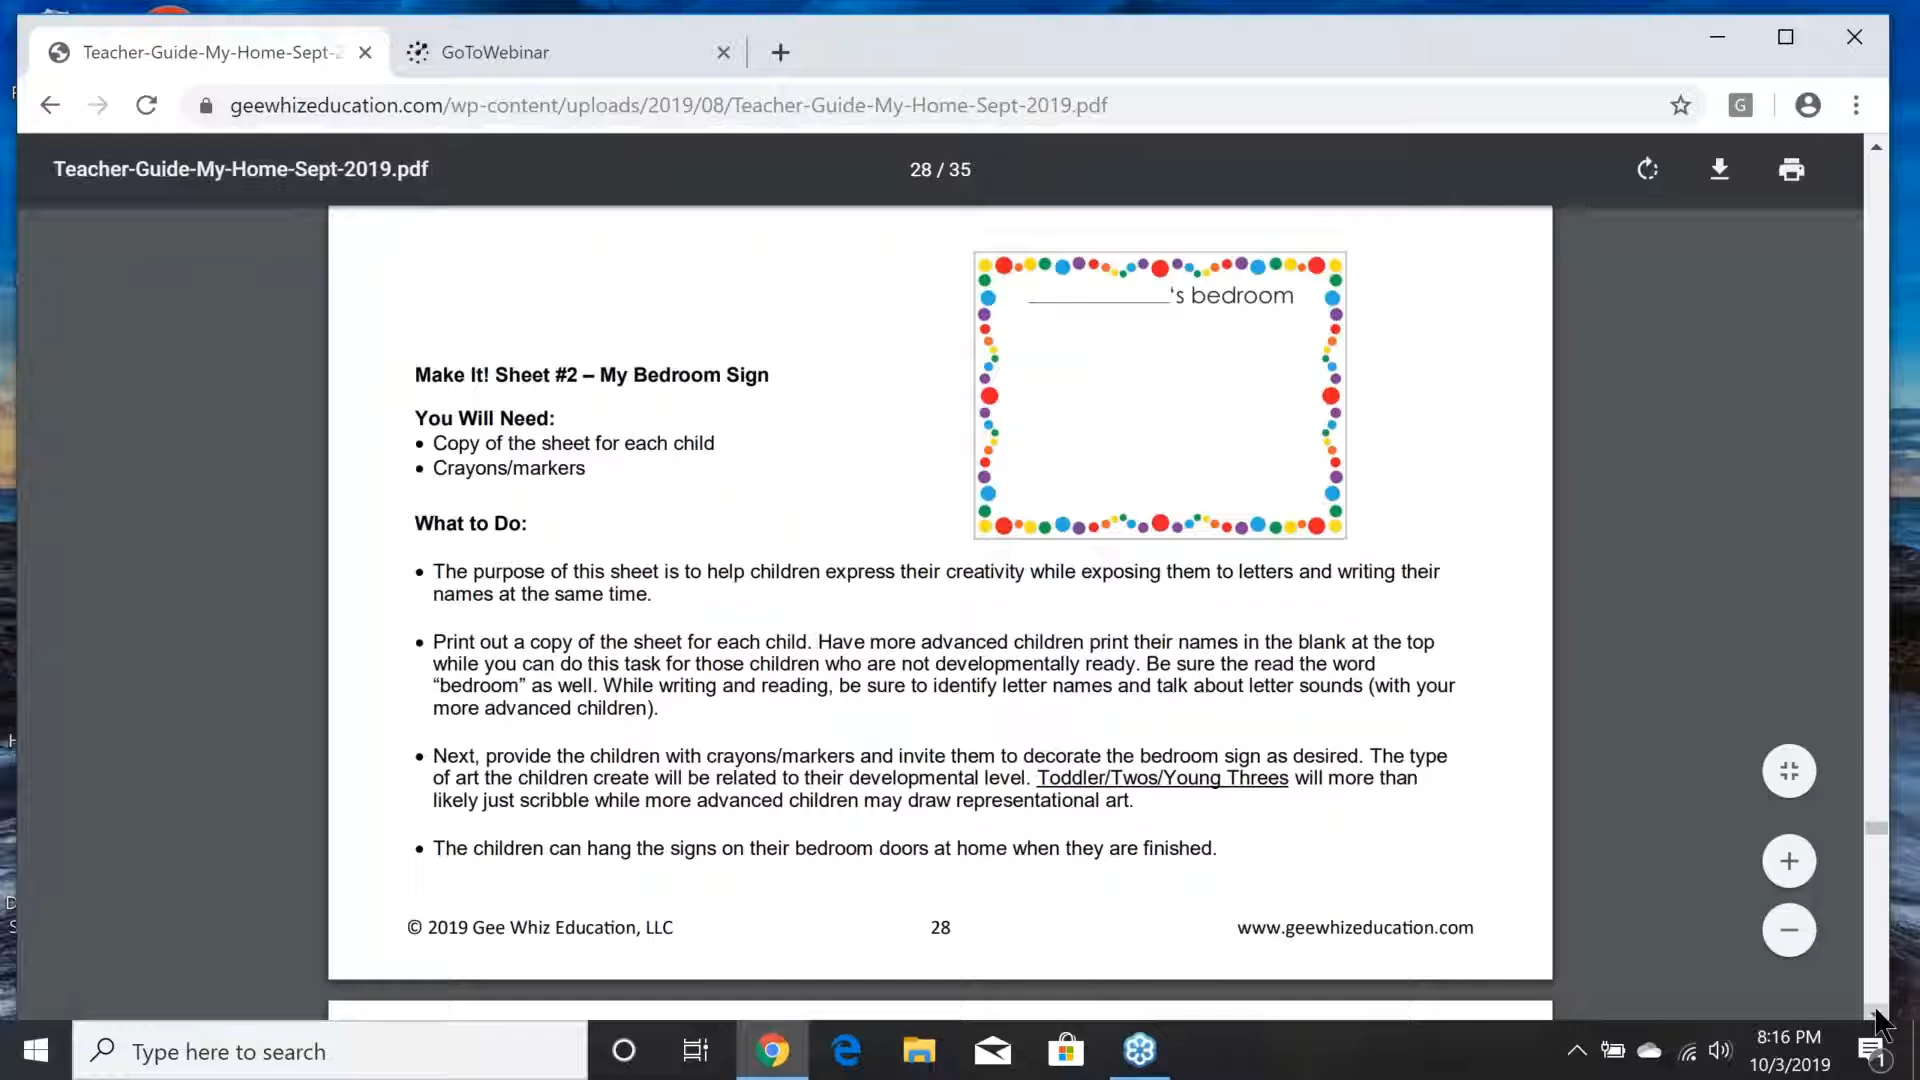 Teacher-Guide-My-Home-Sept-2
GoToWebinar
geewhizeducation.com/wp-content/uploads/2019/08/Teacher-Guide-My-Home-Sept-2019.pdf
G
Teacher-Guide-My-Home-Sept-2019.pdf
28 / 35
____________'s bedroom
Make It! Sheet #2 – My Bedroom Sign
You Will Need:
• Copy of the sheet for each child
• Crayons/markers
What to Do:
• The purpose of this sheet is to help children express their creativity while exposing them to letters and writing their
names at the same time.
• Print out a copy of the sheet for each child. Have more advanced children print their names in the blank at the top
while you can do this task for those children who are not developmentally ready. Be sure the read the word
“bedroom” as well. While writing and reading, be sure to identify letter names and talk about letter sounds (with your
more advanced children).
• Next, provide the children with crayons/markers and invite them to decorate the bedroom sign as desired. The type
of art the children create will be related to their developmental level. Toddler/Twos/Young Threes will more than
likely just scribble while more advanced children may draw representational art.
• The children can hang the signs on their bedroom doors at home when they are finished.
© 2019 Gee Whiz Education, LLC
28
www.geewhizeducation.com
Type here to search
8:16 PM
10/3/2019
1